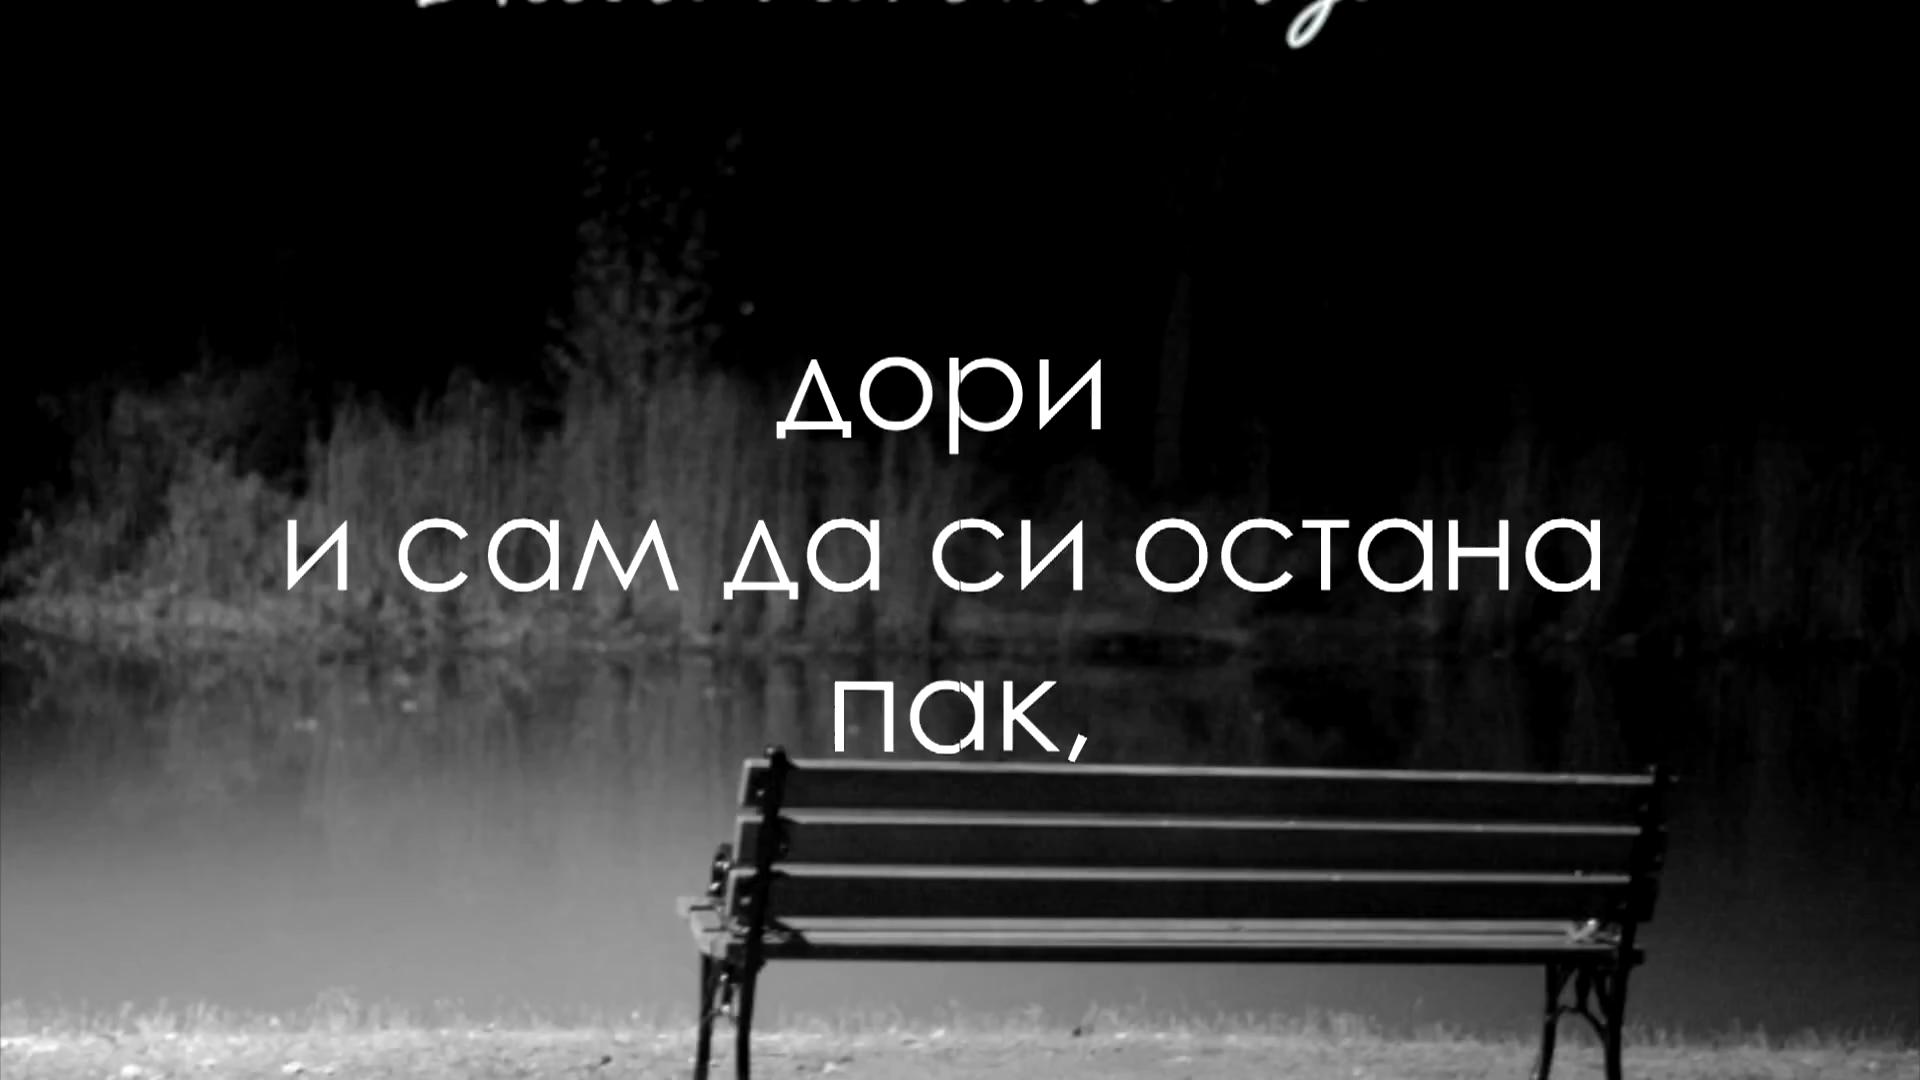 дори
и сам да си остана
пак,